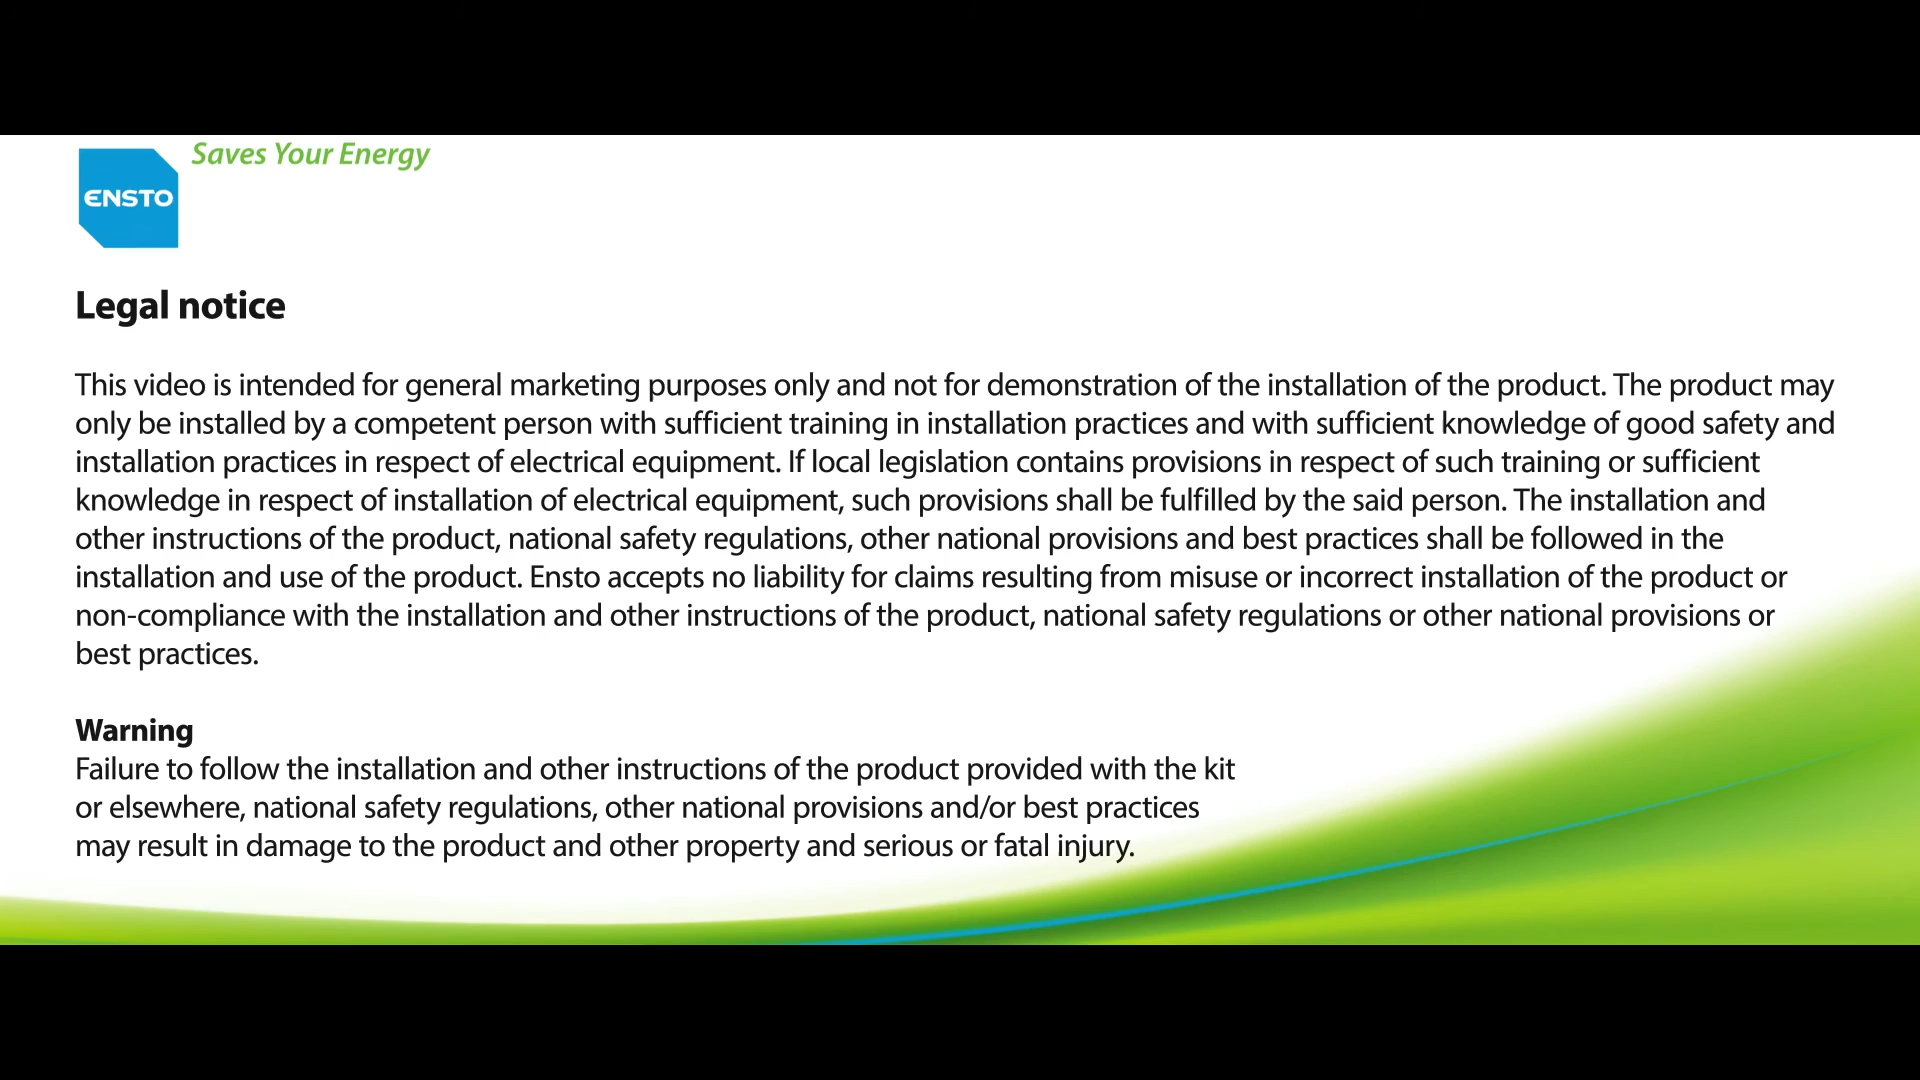 Saves Your Energy
ENSTO
Legal notice
This video is intended for general marketing purposes only and not for demonstration of the installation of the product. The product may
only be installed by a competent person with sufficient training in installation practices and with sufficient knowledge of good safety and
installation practices in respect of electrical equipment. If local legislation contains provisions in respect of such training or sufficient
knowledge in respect of installation of electrical equipment, such provisions shall be fulfilled by the said person. The installation and
other instructions of the product, national safety regulations, other national provisions and best practices shall be followed in the
installation and use of the product. Ensto accepts no liability for claims resulting from misuse or incorrect installation of the product or
non-compliance with the installation and other instructions of the product, national safety regulations or other national provisions or
best practices.
Warning
Failure to follow the installation and other instructions of the product provided with the kit
or elsewhere, national safety regulations, other national provisions and/or best practices
may result in damage to the product and other property and serious or fatal injury.